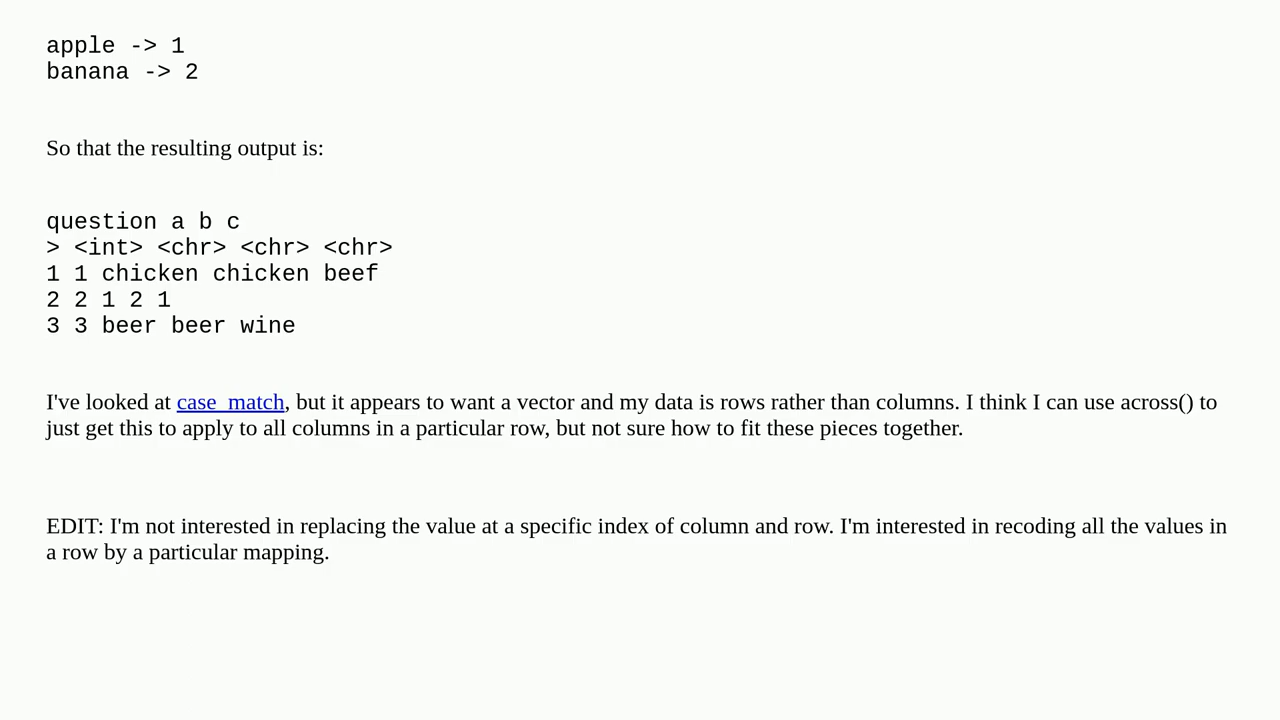 apple -> 1
banana -> 2
So that the resulting output is:
question a b c
> <int> <chr> <chr> <chr>
1 1 chicken chicken beef
2 2 1 2 1
3 3 beer beer wine
I've looked at case_match, but it appears to want a vector and my data is rows rather than columns. I think I can use across() to
just get this to apply to all columns in a particular row, but not sure how to fit these pieces together.
EDIT: I'm not interested in replacing the value at a specific index of column and row. I'm interested in recoding all the values in
a row by a particular mapping.